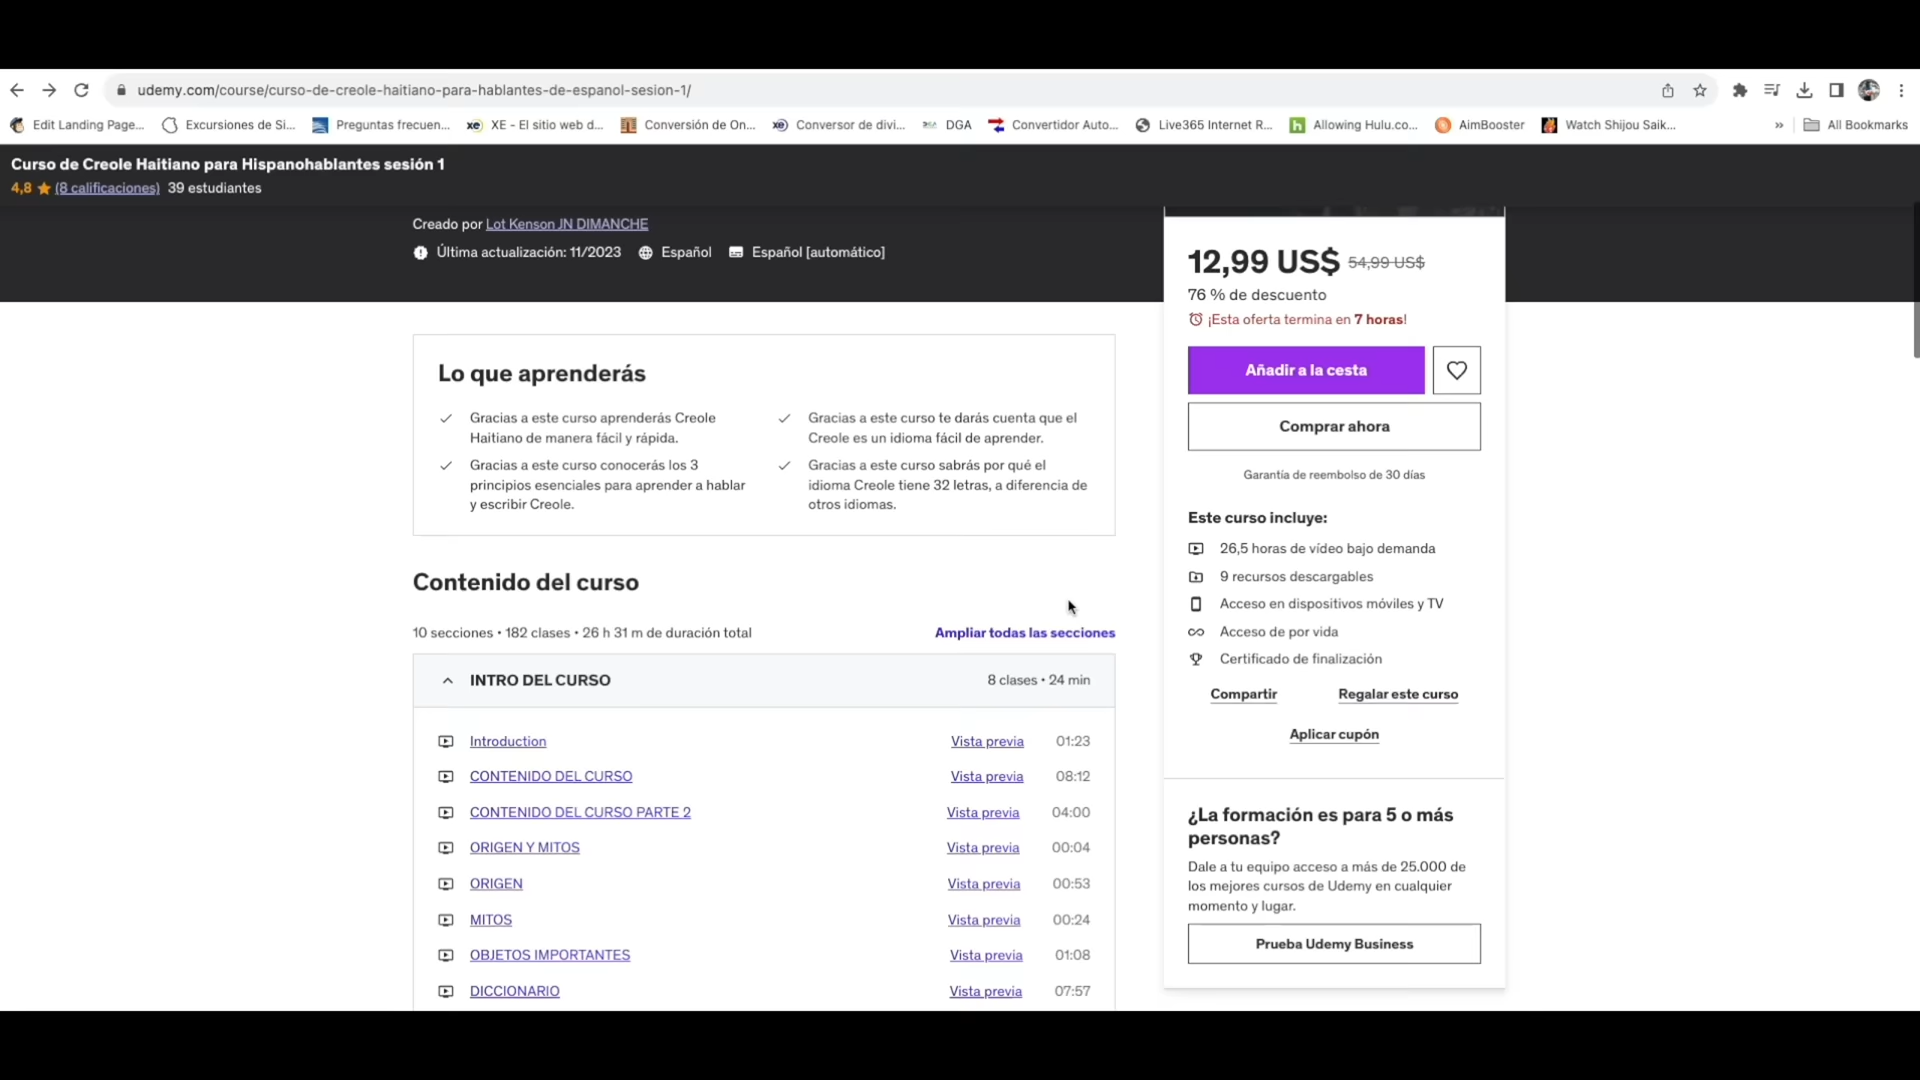 udemy.com/course/curso-de-creole-haitiano-para-hablantes-de-espanol-sesion-1/
Edit Landing Page... Excursiones de Si... Preguntas frecuen... XE - El sitio web d... Conversión de On... Conversor de divi... DGA Convertidor Auto... Live365 Internet R... Allowing Hulu.co... AimBooster Watch Shijou Saik... » All Bookmarks
Curso de Creole Haitiano para Hispanohablantes sesión 1
4,8 (8 calificaciones) 39 estudiantes
Creado por Lot Kenson JN DIMANCHE
Última actualización: 11/2023 Español Español [automático]
12,99 US$ 54,99 US$
76 % de descuento
¡Esta oferta termina en 7 horas!
Añadir a la cesta
Comprar ahora
Garantía de reembolso de 30 días
Este curso incluye:
26,5 horas de vídeo bajo demanda
9 recursos descargables
Acceso en dispositivos móviles y TV
Acceso de por vida
Certificado de finalización
Compartir Regalar este curso
Aplicar cupón
¿La formación es para 5 o más
personas?
Dale a tu equipo acceso a más de 25.000 de
los mejores cursos de Udemy en cualquier
momento y lugar.
Prueba Udemy Business
Lo que aprenderás
Gracias a este curso aprenderás Creole
Haitiano de manera fácil y rápida.
Gracias a este curso te darás cuenta que el
Creole es un idioma fácil de aprender.
Gracias a este curso conocerás los 3
principios esenciales para aprender a hablar
y escribir Creole.
Gracias a este curso sabrás por qué el
idioma Creole tiene 32 letras, a diferencia de
otros idiomas.
Contenido del curso
10 secciones • 182 clases • 26 h 31 m de duración total Ampliar todas las secciones
INTRO DEL CURSO 8 clases • 24 min
Introduction Vista previa 01:23
CONTENIDO DEL CURSO Vista previa 08:12
CONTENIDO DEL CURSO PARTE 2 Vista previa 04:00
ORIGEN Y MITOS Vista previa 00:04
ORIGEN Vista previa 00:53
MITOS Vista previa 00:24
OBJETOS IMPORTANTES Vista previa 01:08
DICCIONARIO Vista previa 07:57